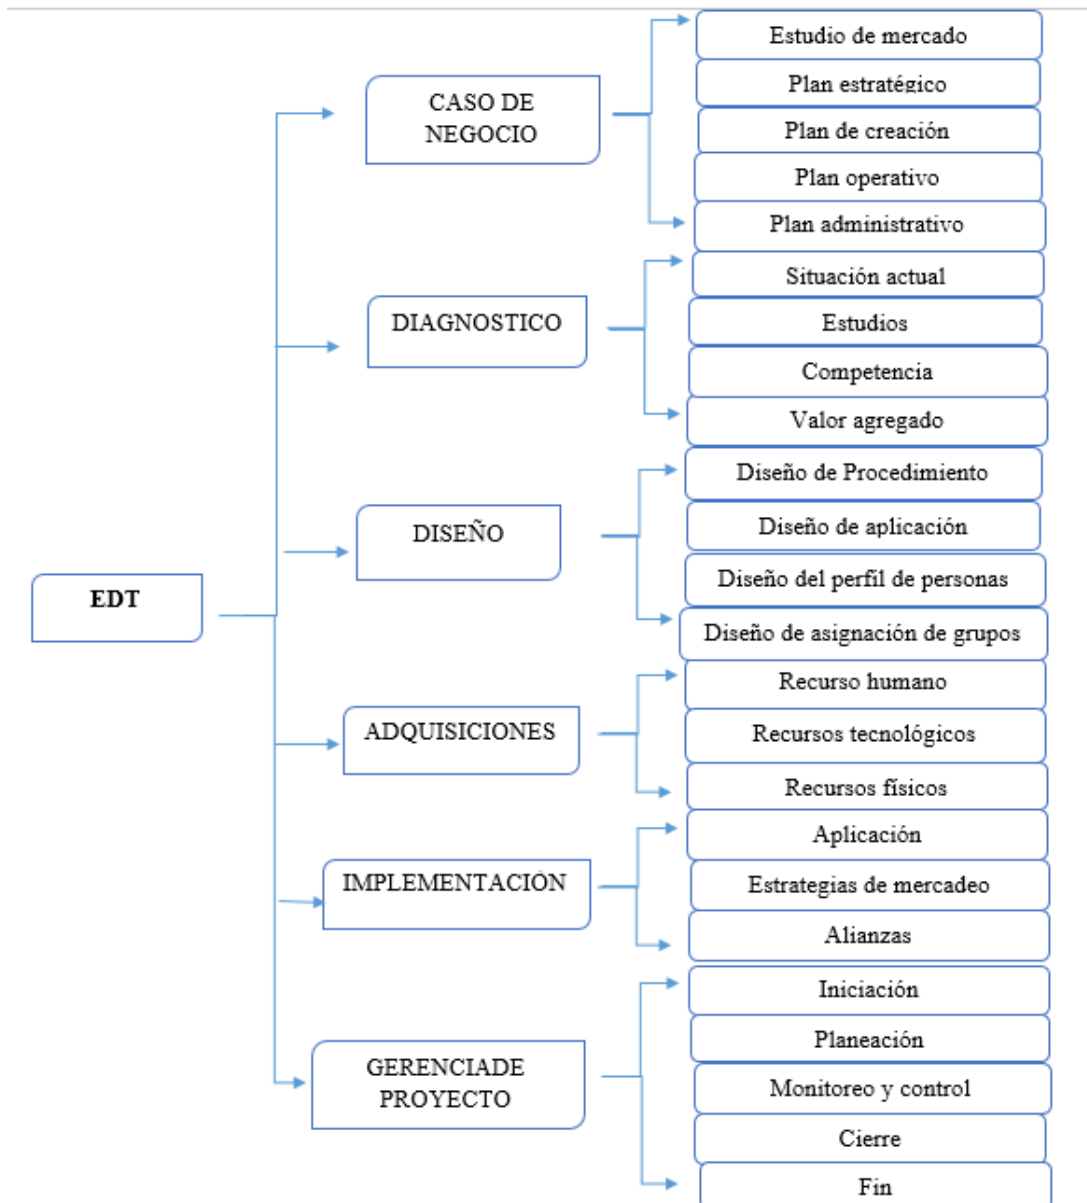 EDT
CASO DE
NEGOCIO
Estudio de mercado
Plan estratégico
Plan de creación
Plan operativo
Plan administrativo
DIAGNOSTICO
Situación actual
Estudios
Competencia
Valor agregado
DISEÑO
Diseño de Procedimiento
Diseño de aplicación
Diseño del perfil de personas
Diseño de asignación de grupos
ADQUISICIONES
Recurso humano
Recursos tecnológicos
Recursos físicos
IMPLEMENTACIÓN
Aplicación
Estrategias de mercadeo
Alianzas
GERENCIADE
PROYECTO
Iniciación
Planeación
Monitoreo y control
Cierre
Fin